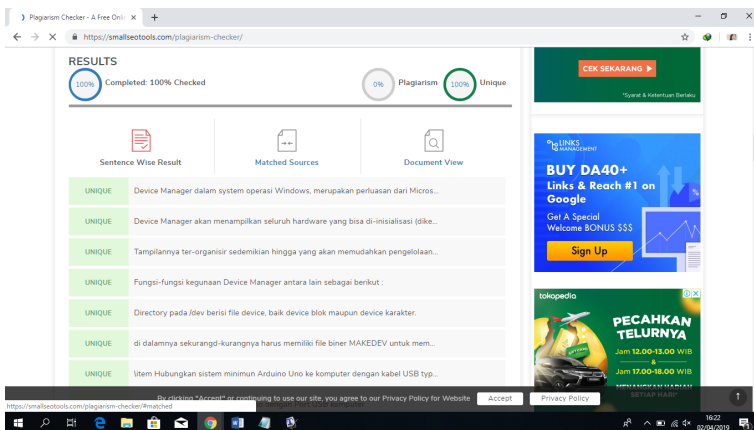 Plagiarism Checker - A Free Onli
https://smallseotools.com/plagiarism-checker/
RESULTS
100% Completed: 100% Checked
0% Plagiarism 100% Unique
Sentence Wise Result
Matched Sources
Document View
UNIQUE Device Manager dalam system operasi Windows, merupakan perluasan dari Micros...
UNIQUE Device Manager akan menampilkan seluruh hardware yang bisa di-inisialisasi (dike...
UNIQUE Tampilannya ter-organisir sedemikian hingga yang akan memudahkan pengelolaan...
UNIQUE Fungsi-fungsi kegunaan Device Manager antara lain sebagai berikut :
UNIQUE Directory pada /dev berisi file device, baik device blok maupun device karakter.
UNIQUE di dalamnya sekurangd-kurangnya harus memiliki file biner MAKEDEV untuk mem...
UNIQUE \item Hubungkan sistem minimun Arduino Uno ke komputer dengan kabel USB typ...
CEK SEKARANG
*Syarat & Ketentuan Berlaku
LINKS
MANAGEMENT
BUY DA40+
Links & Reach #1 on
Google
Get A Special
Welcome BONUS $$$
Sign Up
tokopedia
PECAHKAN
TELURNYA
Jam 12.00-13.00 WIB
&
Jam 17.00-18.00 WIB
SETIAP HARI*
By clicking "Accept" or continuing to use our site, you agree to our Privacy Policy for Website
Accept
Privacy Policy
https://smallseotools.com/plagiarism-checker/#matched
16:22
02/04/2019